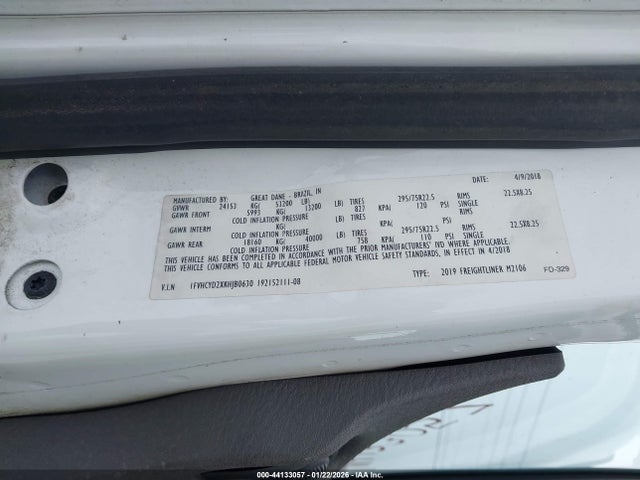 DATE: 4/9/2018
MANUFACTURED BY: GREAT DANE - BRAZIL, IN
GVWR 24153 KG( 53200 LB)
GAWR FRONT 5993 KG( 13200 LB) TIRES 295/75R22.5 RIMS 22.5X8.25
COLD INFLATION PRESSURE 827 KPA( 120 PSI SINGLE
GAWR INTERM KG( LB) TIRES RIMS
COLD INFLATION PRESSURE KPA( PSI
GAWR REAR 18160 KG( 40000 LB) TIRES 295/75R22.5 RIMS 22.5X8.25
COLD INFLATION PRESSURE 758 KPA( 110 PSI SINGLE
THIS VEHICLE HAS BEEN COMPLETED IN ACCORDANCE WITH THE PRIOR MANUFACTURERS' IVD WHERE APPLICABLE.
THIS VEHICLE CONFORMS TO ALL APPLICABLE FEDERAL MOTOR VEHICLE SAFETY STANDARDS, IN EFFECT IN 4/2018
V.I.N 1FVHCYD2XKHJB0630 192152111-08 TYPE: 2019 FREIGHTLINER M2106 FD-329
000-44133057 - 01/22/2026 - IAAI.COM